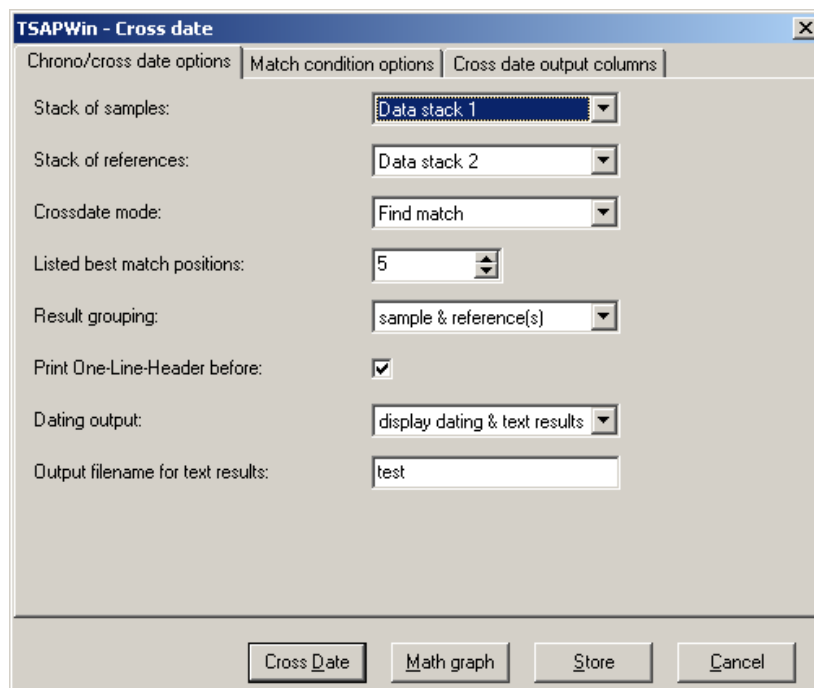 TSAPWin - Cross date
Chrono/cross date options Match condition options Cross date output columns
Stack of samples: Data stack 1
Stack of references: Data stack 2
Crossdate mode: Find match
Listed best match positions: 5
Result grouping: sample & reference(s)
Print One-Line-Header before:
Dating output: display dating & text results
Output filename for text results: test
Cross Date Math graph Store Cancel